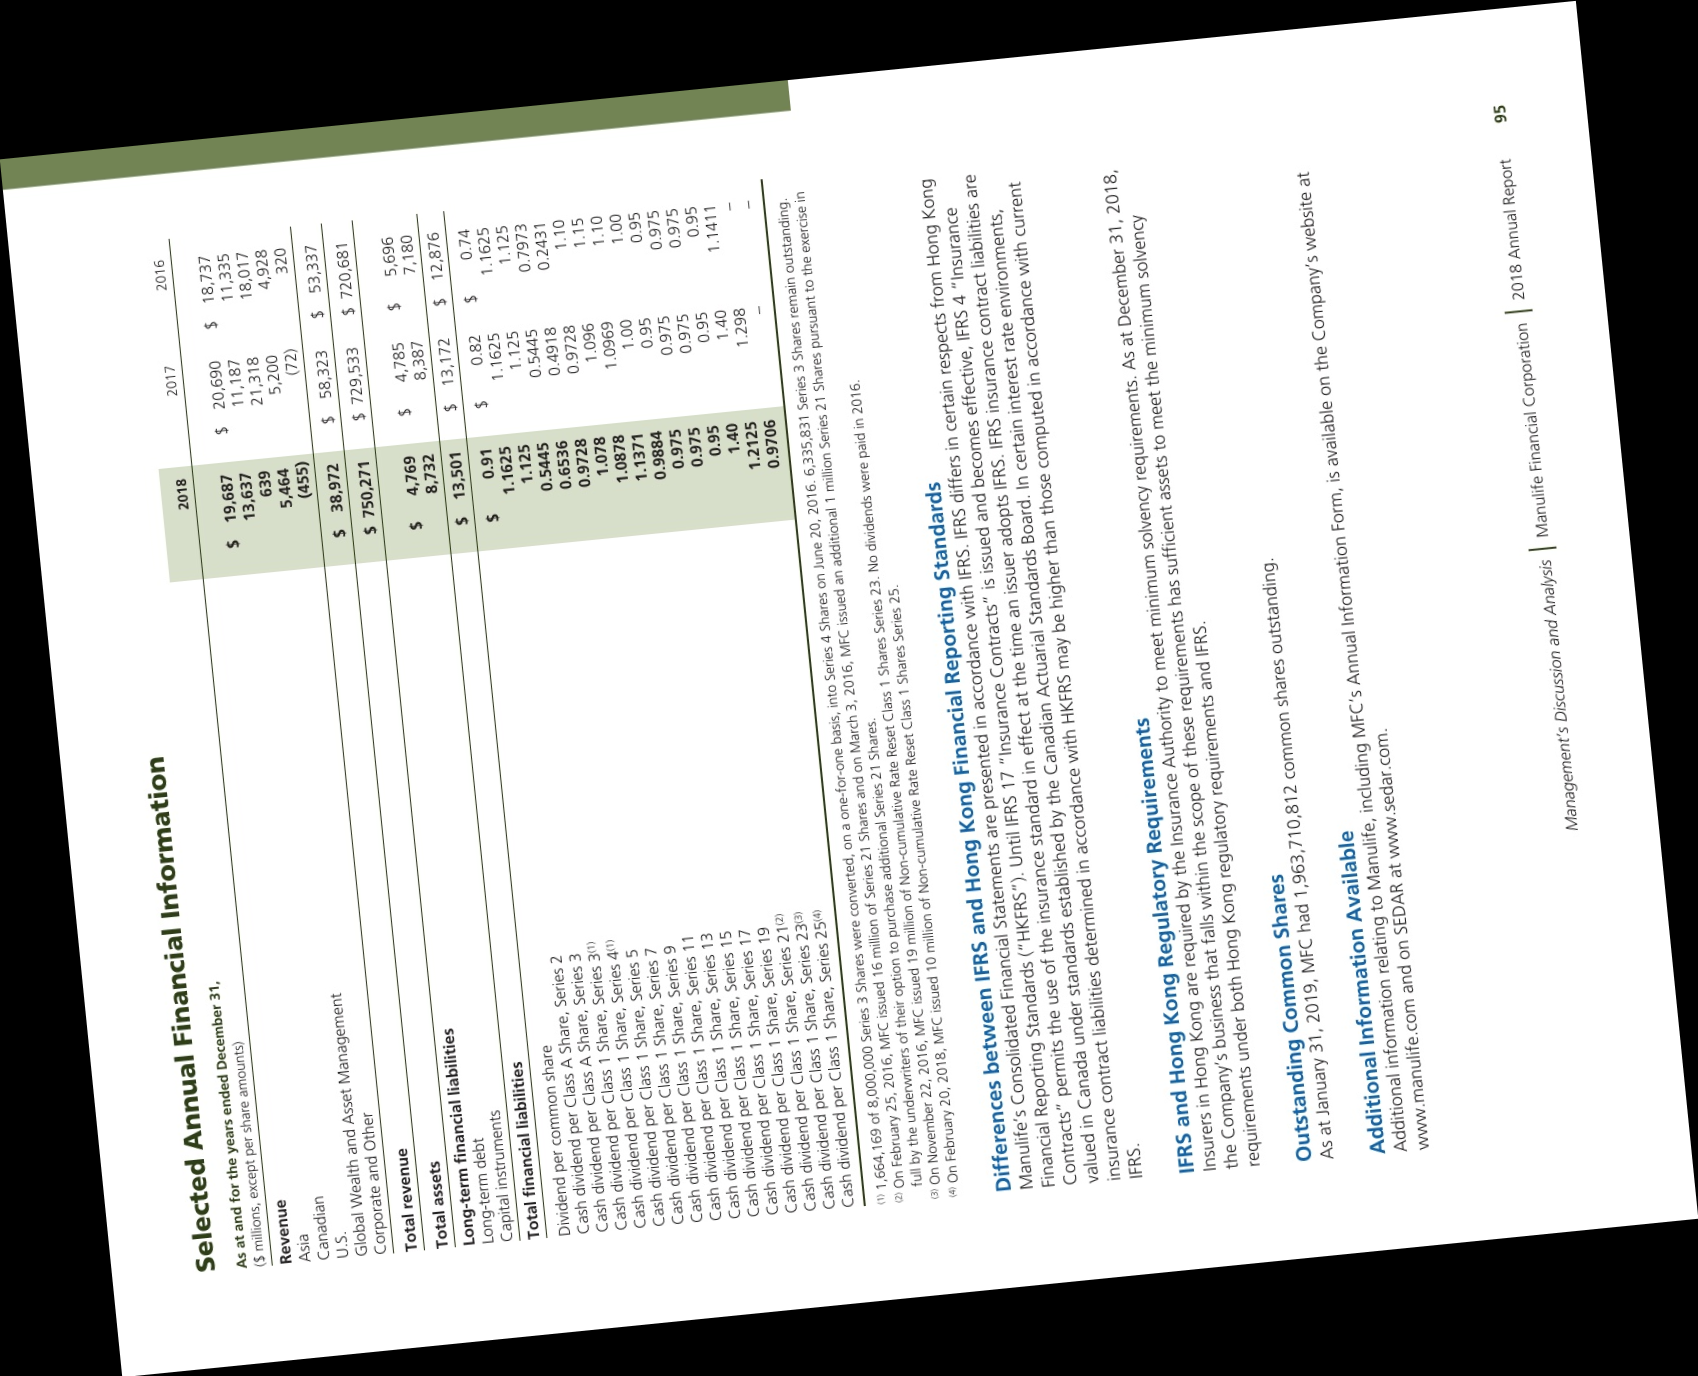 Selected Annual Financial Information
As at and for the years ended December 31,
($ millions, except per share amounts) 2018 2017 2016
Revenue
Asia $ 19,687 $ 20,690 $ 18,737
Canadian 13,637 11,187 11,335
U.S. 639 21,318 18,017
Global Wealth and Asset Management 5,464 5,200 4,928
Corporate and Other (455) (72) 320
Total revenue $ 38,972 $ 58,323 $ 53,337
Total assets $ 750,271 $ 729,533 $ 720,681
Long-term financial liabilities
Long-term debt $ 4,769 $ 4,785 $ 5,696
Capital instruments 8,732 8,387 7,180
Total financial liabilities $ 13,501 $ 13,172 $ 12,876
Dividend per common share $ 0.91 $ 0.82 $ 0.74
Cash dividend per Class A Share, Series 2 1.1625 1.1625 1.1625
Cash dividend per Class A Share, Series 3 1.125 1.125 1.125
Cash dividend per Class 1 Share, Series 3(1) 0.5445 0.5445 0.7973
Cash dividend per Class 1 Share, Series 4(1) 0.6536 0.4918 0.2431
Cash dividend per Class 1 Share, Series 5 0.9728 0.9728 1.10
Cash dividend per Class 1 Share, Series 7 1.078 1.096 1.15
Cash dividend per Class 1 Share, Series 9 1.0878 1.0969 1.10
Cash dividend per Class 1 Share, Series 11 1.1371 1.00 1.00
Cash dividend per Class 1 Share, Series 13 0.9884 0.95 0.95
Cash dividend per Class 1 Share, Series 15 0.975 0.975 0.975
Cash dividend per Class 1 Share, Series 17 0.975 0.975 0.975
Cash dividend per Class 1 Share, Series 19 0.95 0.95 0.95
Cash dividend per Class 1 Share, Series 21(2) 1.40 1.40 1.1411
Cash dividend per Class 1 Share, Series 23(3) 1.2125 1.298 –
Cash dividend per Class 1 Share, Series 25(4) 0.9706 – –
(1) 1,664,169 of 8,000,000 Series 3 Shares were converted, on a one-for-one basis, into Series 4 Shares on June 20, 2016. 6,335,831 Series 3 Shares remain outstanding.
(2) On February 25, 2016, MFC issued 16 million of Series 21 Shares and on March 3, 2016, MFC issued an additional 1 million Series 21 Shares pursuant to the exercise in
full by the underwriters of their option to purchase additional Series 21 Shares.
(3) On November 22, 2016, MFC issued 19 million of Non-cumulative Rate Reset Class 1 Shares Series 23. No dividends were paid in 2016.
(4) On February 20, 2018, MFC issued 10 million of Non-cumulative Rate Reset Class 1 Shares Series 25.
Differences between IFRS and Hong Kong Financial Reporting Standards
Manulife's Consolidated Financial Statements are presented in accordance with IFRS. IFRS differs in certain respects from Hong Kong
Financial Reporting Standards ("HKFRS"). Until IFRS 17 "Insurance Contracts" is issued and becomes effective, IFRS 4 "Insurance
Contracts" permits the use of the insurance standard in effect at the time an issuer adopts IFRS. IFRS insurance contract liabilities are
valued in Canada under standards established by the Canadian Actuarial Standards Board. In certain interest rate environments,
insurance contract liabilities determined in accordance with HKFRS may be higher than those computed in accordance with current
IFRS.
IFRS and Hong Kong Regulatory Requirements
Insurers in Hong Kong are required by the Insurance Authority to meet minimum solvency requirements. As at December 31, 2018,
the Company's business that falls within the scope of these requirements has sufficient assets to meet the minimum solvency
requirements under both Hong Kong regulatory requirements and IFRS.
Outstanding Common Shares
As at January 31, 2019, MFC had 1,963,710,812 common shares outstanding.
Additional Information Available
Additional information relating to Manulife, including MFC's Annual Information Form, is available on the Company's website at
www.manulife.com and on SEDAR at www.sedar.com.
Management's Discussion and Analysis | Manulife Financial Corporation | 2018 Annual Report 95